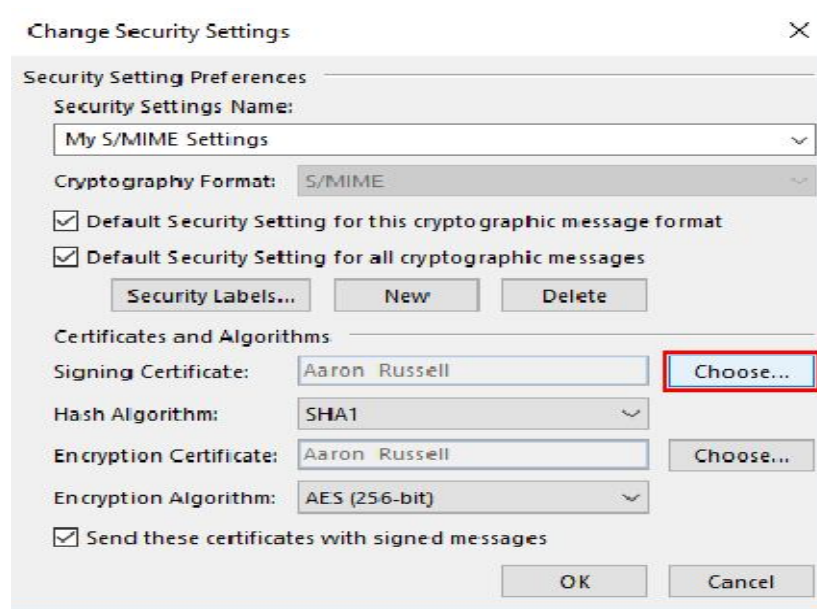 Change Security Settings
Security Setting Preferences
Security Settings Name:
My S/MIME Settings
Cryptography Format: S/MIME
Default Security Setting for this cryptographic message format
Default Security Setting for all cryptographic messages
Security Labels... New Delete
Certificates and Algorithms
Signing Certificate: Aaron Russell Choose...
Hash Algorithm: SHA1
Encryption Certificate: Aaron Russell Choose...
Encryption Algorithm: AES (256-bit)
Send these certificates with signed messages
OK Cancel